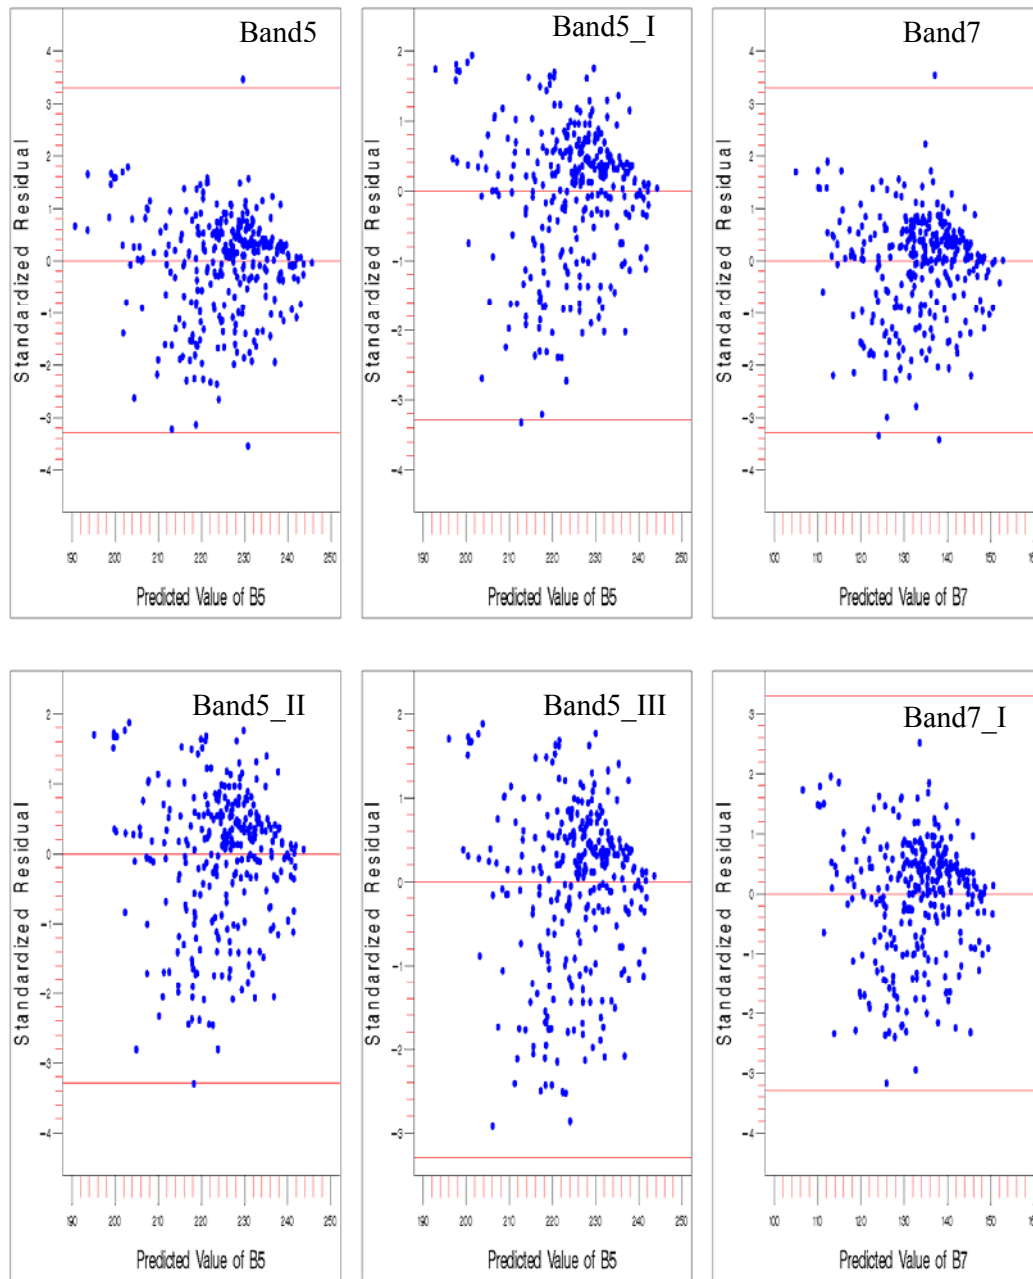 Band5
4
3
2
1
0
-1
-2
-3
-4
Standardized Residual
190 200 210 220 230 240 250
Predicted Value of B5
Band5_I
2
1
0
-1
-2
-3
-4
Standardized Residual
190 200 210 220 230 240 250
Predicted Value of B5
Band7
4
3
2
1
0
-1
-2
-3
-4
Standardized Residual
100 110 120 130 140 150
Predicted Value of B7
Band5_II
2
1
0
-1
-2
-3
-4
Standardized Residual
190 200 210 220 230 240 250
Predicted Value of B5
Band5_III
2
1
0
-1
-2
-3
Standardized Residual
190 200 210 220 230 240 250
Predicted Value of B5
Band7_I
3
2
1
0
-1
-2
-3
-4
Standardized Residual
100 110 120 130 140 150
Predicted Value of B7